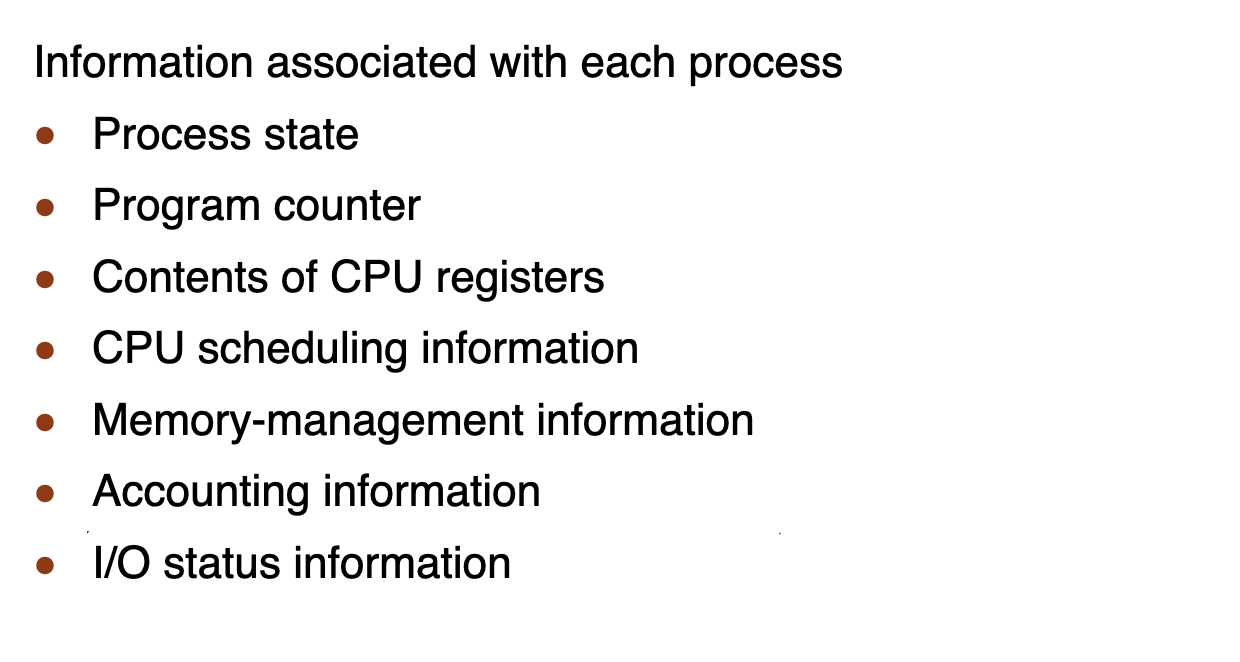 Information associated with each process
● Process state
● Program counter
● Contents of CPU registers
● CPU scheduling information
● Memory-management information
● Accounting information
● I/O status information